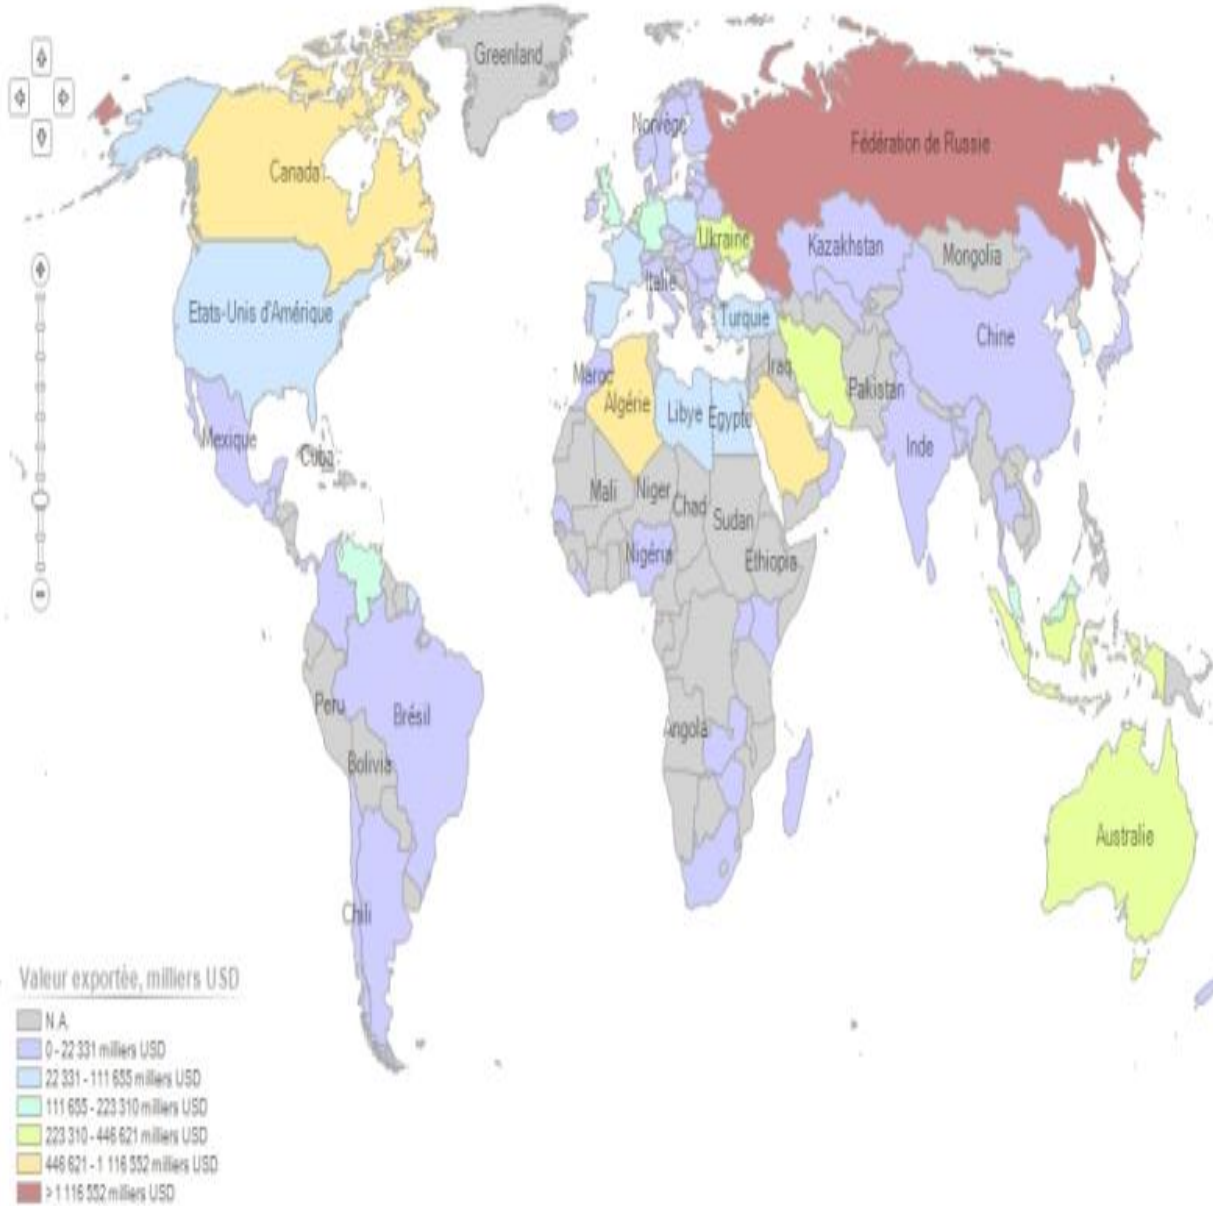 Greenland
Norvège
Fédération de Russie
Canada
Ukraine
Kazakhstan
Mongolia
Italie
Etats-Unis d'Amérique
Turquie
Chine
Maroc
Iraq
Pakistan
Algérie
Libye
Egypte
Mexique
Cuba
Inde
Mali
Niger
Chad
Sudan
Nigéria
Ethiopia
Peru
Brésil
Angola
Bolivia
Australie
Chili
Valeur exportée, milliers USD
N.A.
0 - 22 331 milliers USD
22 331 - 111 655 milliers USD
111 655 - 223 310 milliers USD
223 310 - 446 621 milliers USD
446 621 - 1 116 552 milliers USD
> 1 116 552 milliers USD